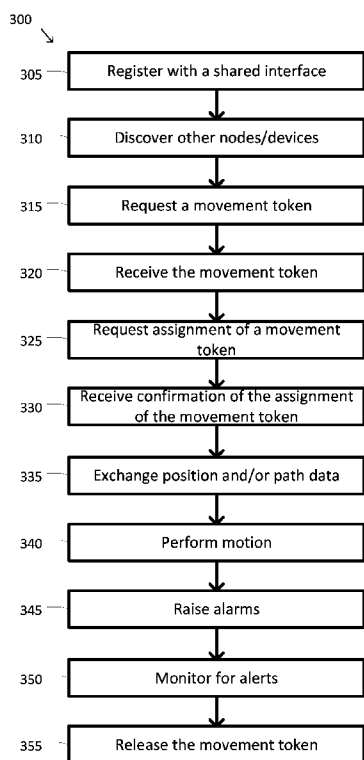 300
305 Register with a shared interface
310 Discover other nodes/devices
315 Request a movement token
320 Receive the movement token
325 Request assignment of a movement
token
330 Receive confirmation of the assignment
of the movement token
335 Exchange position and/or path data
340 Perform motion
345 Raise alarms
350 Monitor for alerts
355 Release the movement token